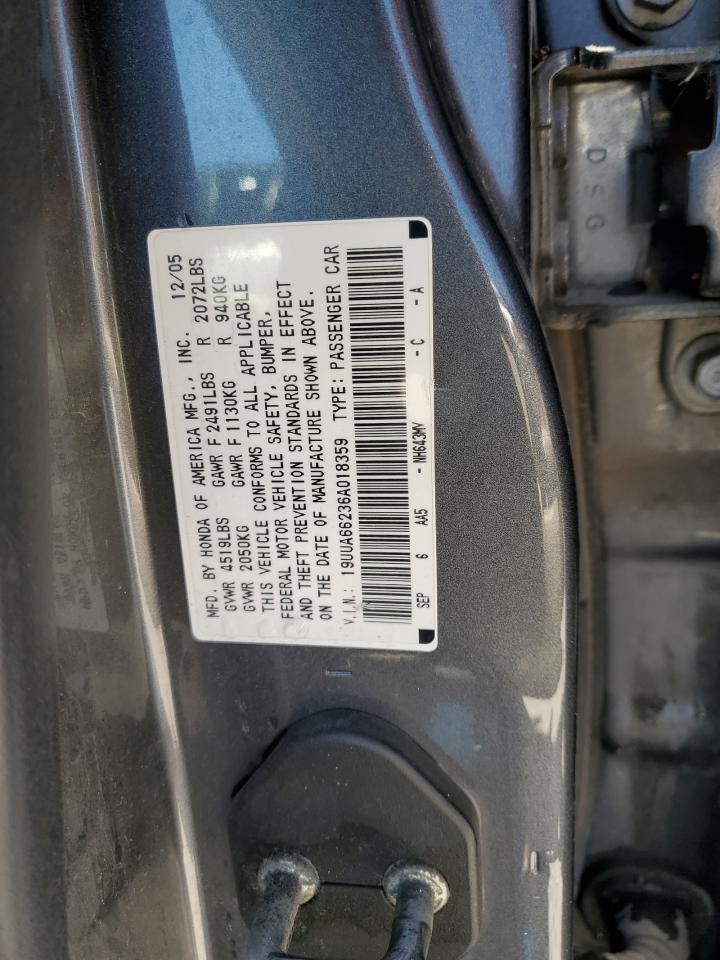 MFD. BY HONDA OF AMERICA MFG., INC. 12/05
GVWR 4519LBS GAWR F 2491LBS R 2072LBS
GVWR 2050KG GAWR F 1130KG R 940KG
THIS VEHICLE CONFORMS TO ALL APPLICABLE
FEDERAL MOTOR VEHICLE SAFETY, BUMPER,
AND THEFT PREVENTION STANDARDS IN EFFECT
ON THE DATE OF MANUFACTURE SHOWN ABOVE.
V.I.N.: 19UUA66236A018359 TYPE: PASSENGER CAR
SEP 6 AA5 - NH643MV - C - A
DSG